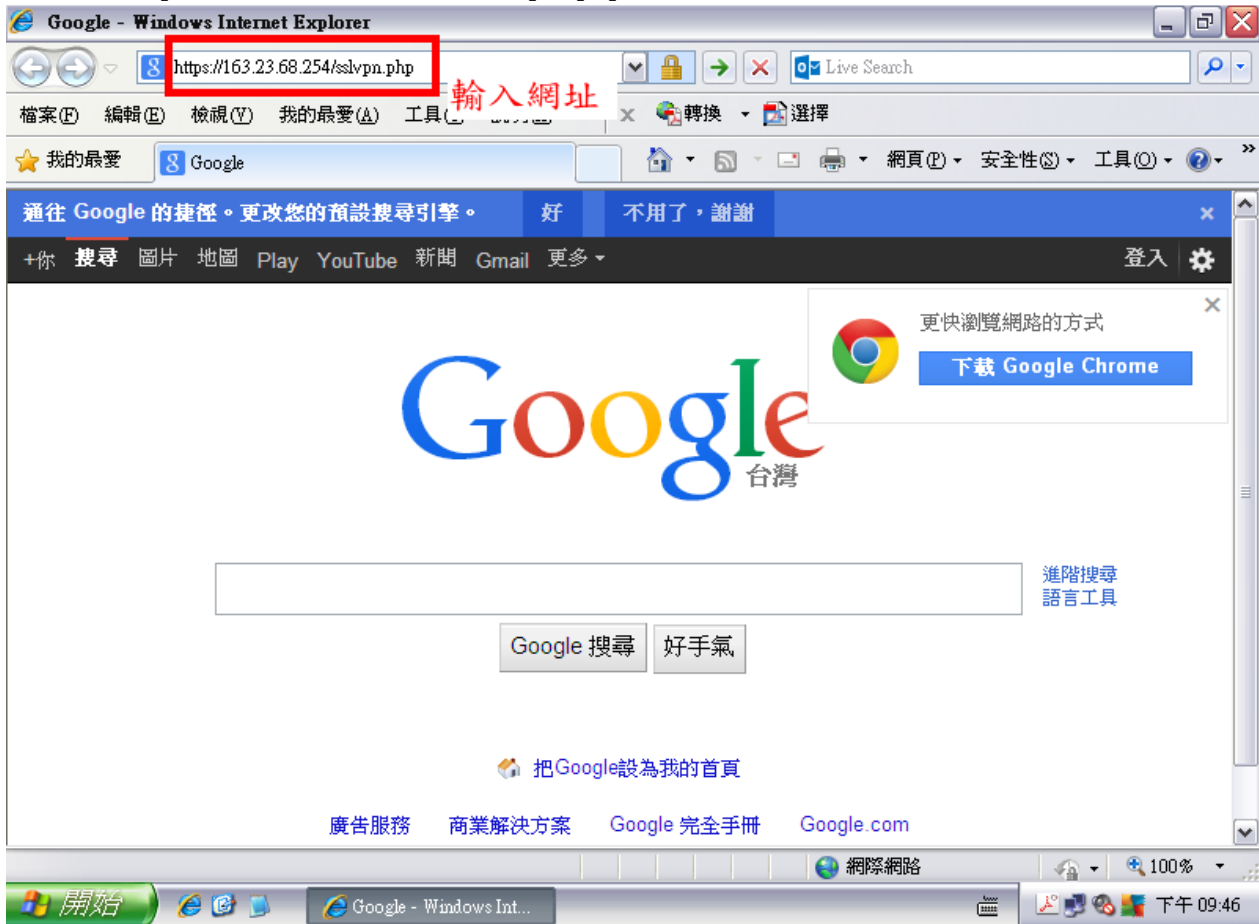 Google - Windows Internet Explorer
https://163.23.68.254/sslvpn.php
Live Search
輸入網址
檔案(F) 編輯(E) 檢視(V) 我的最愛(A) 工具
x 轉換 選擇
我的最愛 Google
網頁(P) 安全性(S) 工具(O)
通往 Google 的捷徑。更改您的預設搜尋引擎。 好 不用了,謝謝
+你 搜尋 圖片 地圖 Play YouTube 新聞 Gmail 更多 登入
更快瀏覽網路的方式
下載 Google Chrome
Google
台灣
進階搜尋
語言工具
Google 搜尋 好手氣
把Google設為我的首頁
廣告服務 商業解決方案 Google 完全手冊 Google.com
網際網路 100%
開始 Google - Windows Int... 下午 09:46